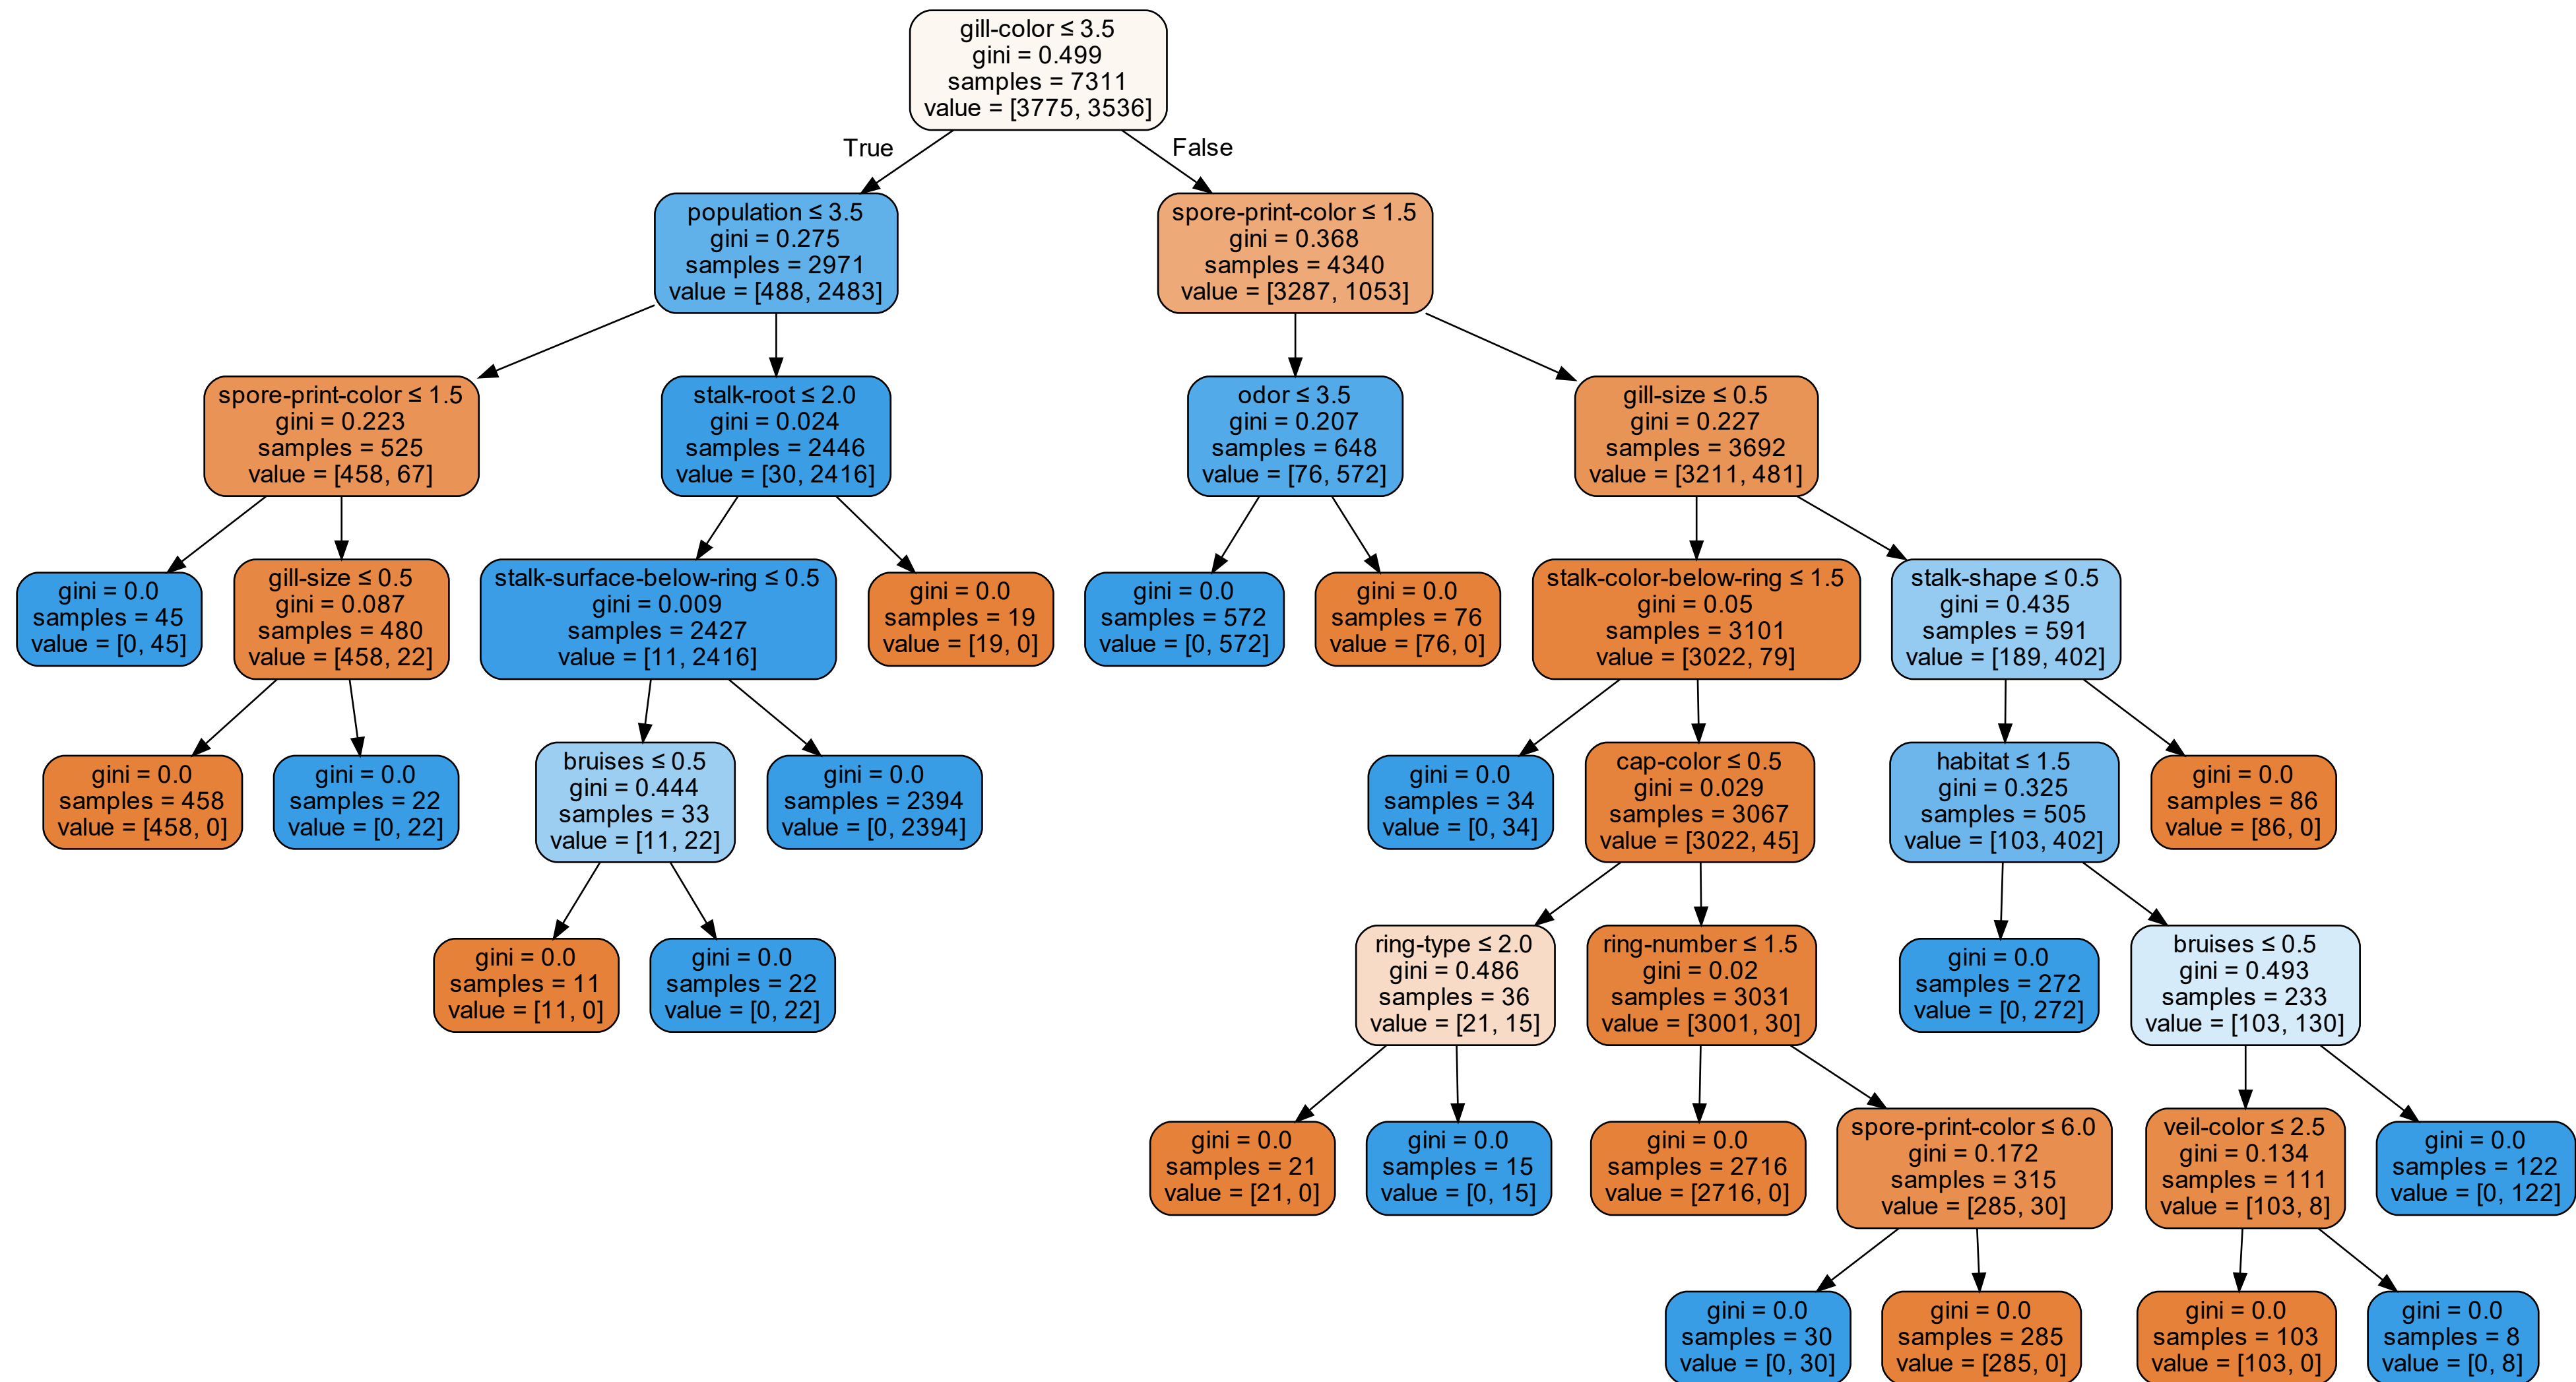 gill-color ≤ 3.5
gini = 0.499
samples = 7311
value = [3775, 3536]
True
False
population ≤ 3.5
gini = 0.275
samples = 2971
value = [488, 2483]
spore-print-color ≤ 1.5
gini = 0.368
samples = 4340
value = [3287, 1053]
spore-print-color ≤ 1.5
gini = 0.223
samples = 525
value = [458, 67]
stalk-root ≤ 2.0
gini = 0.024
samples = 2446
value = [30, 2416]
odor ≤ 3.5
gini = 0.207
samples = 648
value = [76, 572]
gill-size ≤ 0.5
gini = 0.227
samples = 3692
value = [3211, 481]
gini = 0.0
samples = 45
value = [0, 45]
gill-size ≤ 0.5
gini = 0.087
samples = 480
value = [458, 22]
stalk-surface-below-ring ≤ 0.5
gini = 0.009
samples = 2427
value = [11, 2416]
gini = 0.0
samples = 19
value = [19, 0]
gini = 0.0
samples = 572
value = [0, 572]
gini = 0.0
samples = 76
value = [76, 0]
stalk-color-below-ring ≤ 1.5
gini = 0.05
samples = 3101
value = [3022, 79]
stalk-shape ≤ 0.5
gini = 0.435
samples = 591
value = [189, 402]
gini = 0.0
samples = 458
value = [458, 0]
gini = 0.0
samples = 22
value = [0, 22]
bruises ≤ 0.5
gini = 0.444
samples = 33
value = [11, 22]
gini = 0.0
samples = 2394
value = [0, 2394]
gini = 0.0
samples = 34
value = [0, 34]
cap-color ≤ 0.5
gini = 0.029
samples = 3067
value = [3022, 45]
habitat ≤ 1.5
gini = 0.325
samples = 505
value = [103, 402]
gini = 0.0
samples = 86
value = [86, 0]
gini = 0.0
samples = 11
value = [11, 0]
gini = 0.0
samples = 22
value = [0, 22]
ring-type ≤ 2.0
gini = 0.486
samples = 36
value = [21, 15]
ring-number ≤ 1.5
gini = 0.02
samples = 3031
value = [3001, 30]
gini = 0.0
samples = 272
value = [0, 272]
bruises ≤ 0.5
gini = 0.493
samples = 233
value = [103, 130]
gini = 0.0
samples = 21
value = [21, 0]
gini = 0.0
samples = 15
value = [0, 15]
gini = 0.0
samples = 2716
value = [2716, 0]
spore-print-color ≤ 6.0
gini = 0.172
samples = 315
value = [285, 30]
veil-color ≤ 2.5
gini = 0.134
samples = 111
value = [103, 8]
gini = 0.0
samples = 122
value = [0, 122]
gini = 0.0
samples = 30
value = [0, 30]
gini = 0.0
samples = 285
value = [285, 0]
gini = 0.0
samples = 103
value = [103, 0]
gini = 0.0
samples = 8
value = [0, 8]